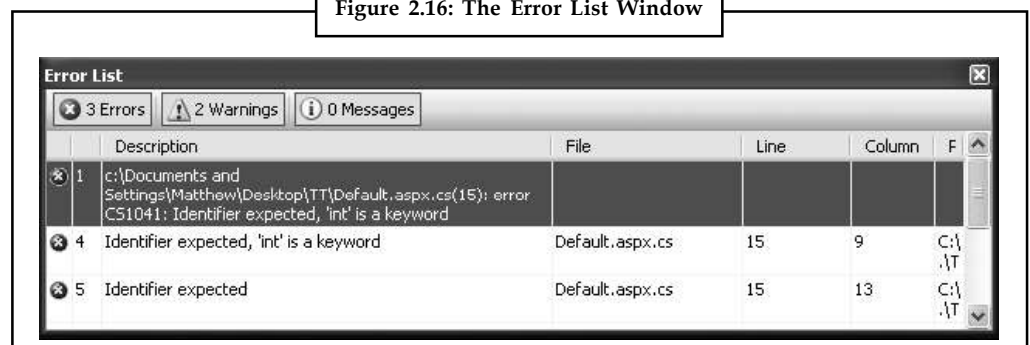 Figure 2.16: The Error List Window
Error List
3 Errors 2 Warnings 0 Messages
Description File Line Column F
1 c:\Documents and
Settings\Matthew\Desktop\TT\Default.aspx.cs(15): error
CS1041: Identifier expected, 'int' is a keyword
4 Identifier expected, 'int' is a keyword Default.aspx.cs 15 9 C:\
.\T
5 Identifier expected Default.aspx.cs 15 13 C:\
.\T